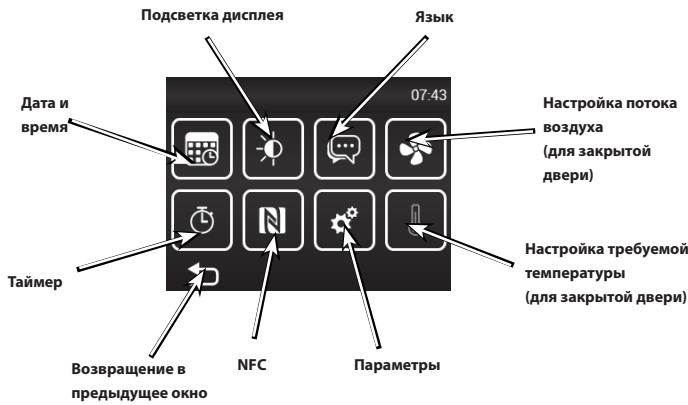 Подсветка дисплея
Язык
07:43
Дата и
время
Настройка потока
воздуха
(для закрытой
двери)
Таймер
Настройка требуемой
температуры
(для закрытой двери)
Возвращение в
предыдущее окно
NFC
Параметры